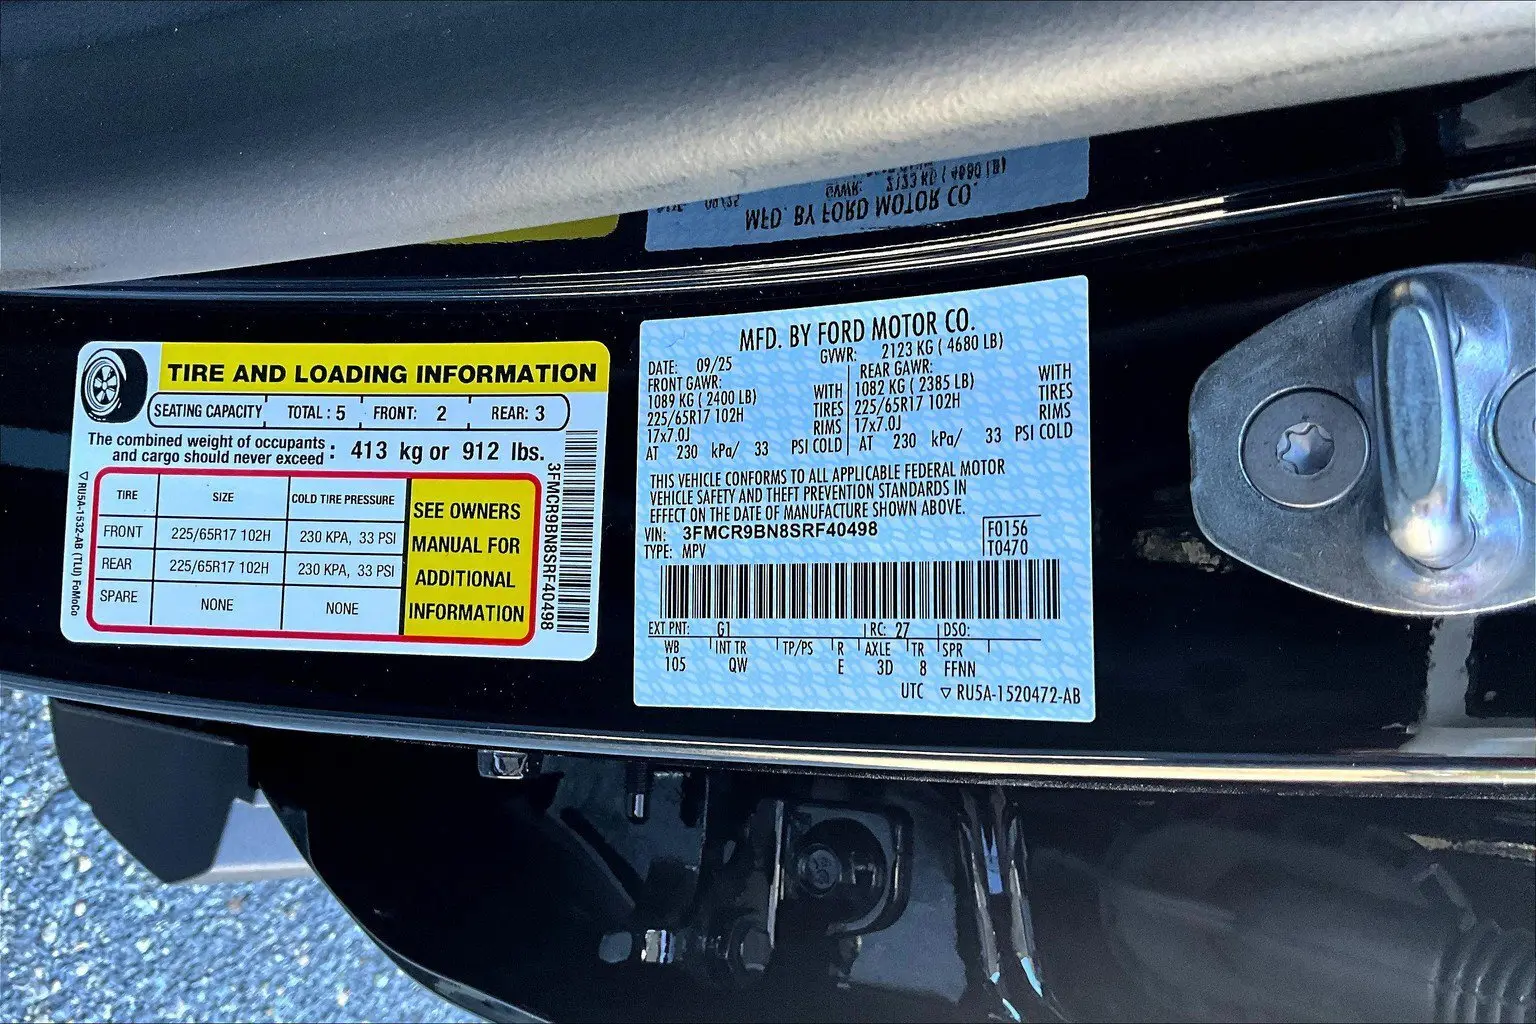 MFD. BY FORD MOTOR CO.
GVWR: 2123 KG ( 4680 LB)
09/25
TIRE AND LOADING INFORMATION
SEATING CAPACITY TOTAL : 5 FRONT: 2 REAR: 3
The combined weight of occupants : 413 kg or 912 lbs.
and cargo should never exceed :
TIRE SIZE COLD TIRE PRESSURE
FRONT 225/65R17 102H 230 KPA, 33 PSI
REAR 225/65R17 102H 230 KPA, 33 PSI
SPARE NONE NONE
SEE OWNERS
MANUAL FOR
ADDITIONAL
INFORMATION
▽ RU5A-1532-AB (TLU) FoMoCo
3FMCR9BN8SRF40498
MFD. BY FORD MOTOR CO.
DATE: 09/25 GVWR: 2123 KG ( 4680 LB)
FRONT GAWR: WITH REAR GAWR: WITH
1089 KG ( 2400 LB) TIRES 1082 KG ( 2385 LB) TIRES
225/65R17 102H RIMS 225/65R17 102H RIMS
17x7.0J 17x7.0J
AT 230 kPa/ 33 PSI COLD AT 230 kPa/ 33 PSI COLD
THIS VEHICLE CONFORMS TO ALL APPLICABLE FEDERAL MOTOR
VEHICLE SAFETY AND THEFT PREVENTION STANDARDS IN
EFFECT ON THE DATE OF MANUFACTURE SHOWN ABOVE.
VIN: 3FMCR9BN8SRF40498 F0156
TYPE: MPV T0470
EXT PNT: G1 RC: 27 DSO:
WB INT TR TP/PS R AXLE TR SPR
105 QW E 3D 8 FFNN
UTC ▽ RU5A-1520472-AB